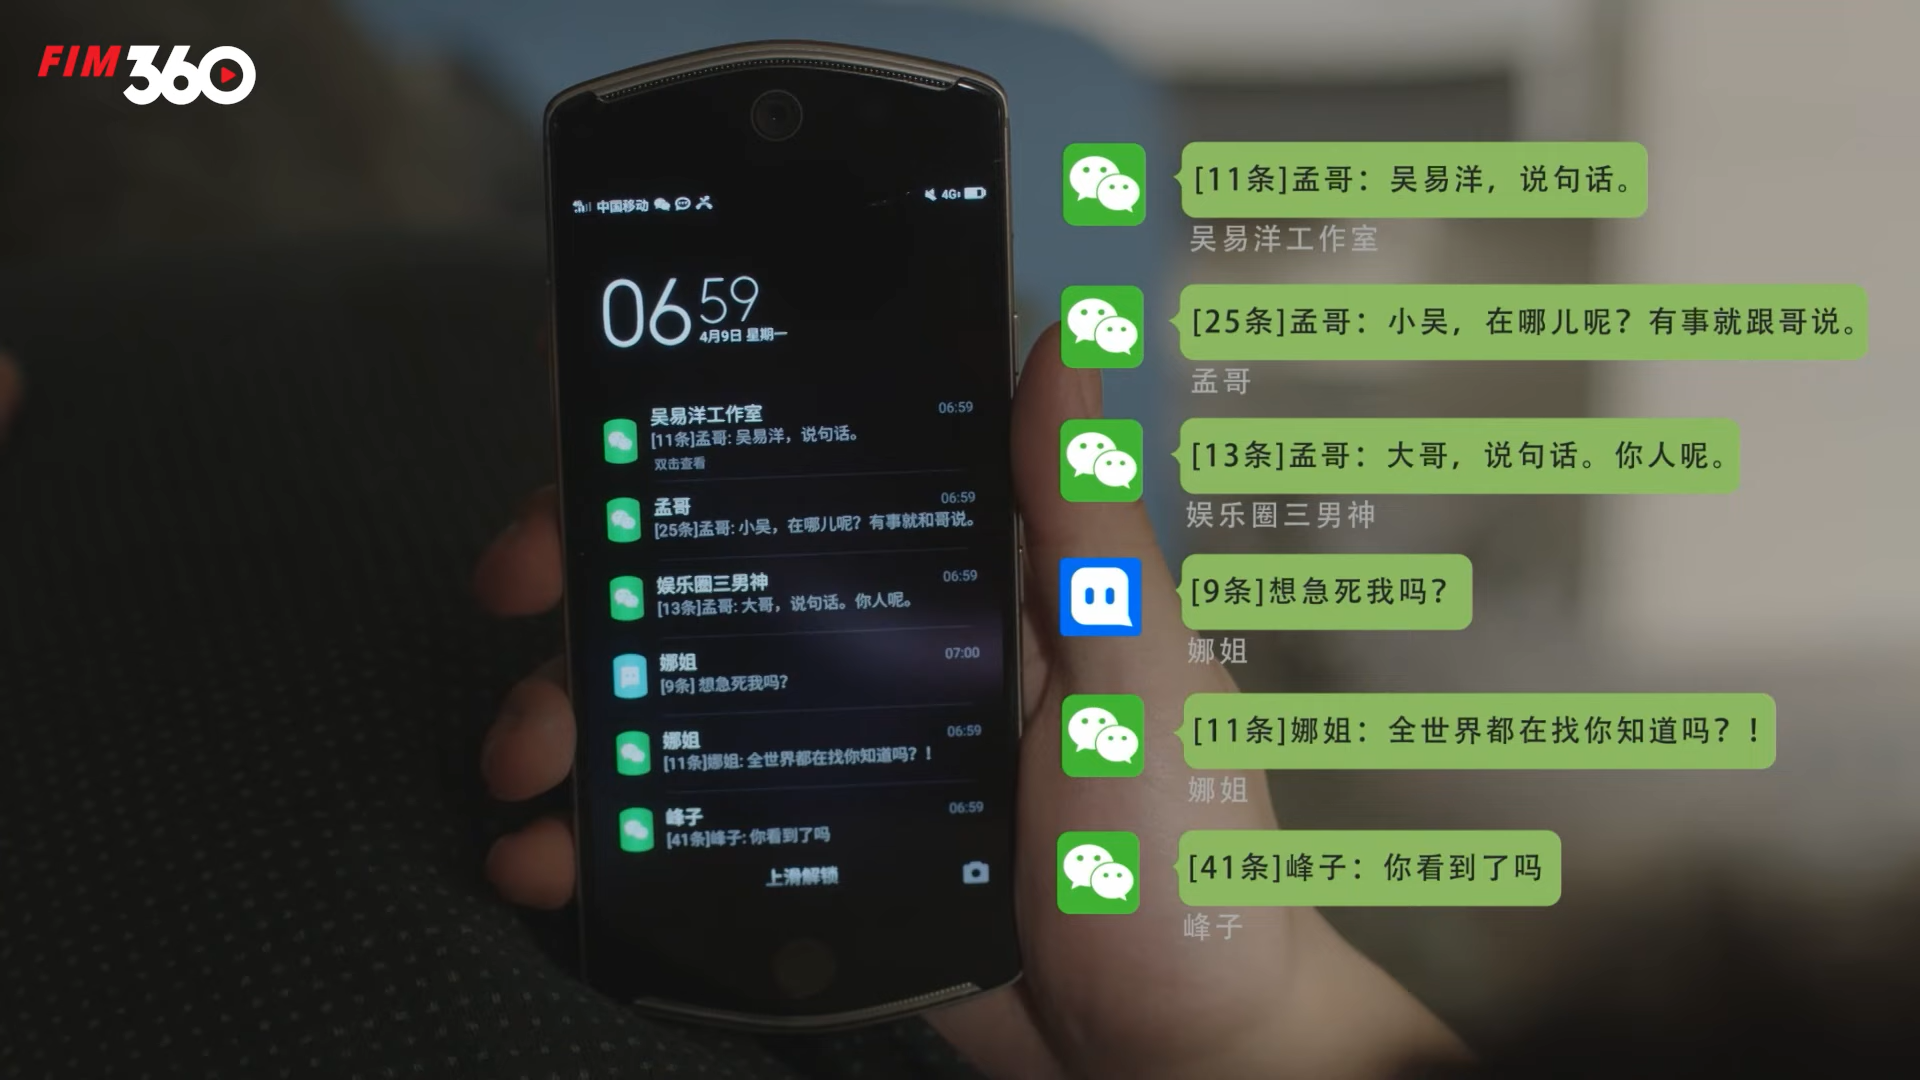 FIM360
中国移动
4G
06 59
4月9日 星期一
吴易洋工作室
06:59
[11条]孟哥: 吴易洋，说句话。
双击查看
孟哥
06:59
[25条]孟哥: 小吴，在哪儿呢？有事就和哥说。
娱乐圈三男神
06:59
[13条]孟哥: 大哥，说句话。你人呢。
娜姐
07:00
[9条] 想急死我吗？
娜姐
06:59
[11条]娜姐: 全世界都在找你知道吗？！
峰子
06:59
[41条]峰子: 你看到了吗
上滑解锁
[11条]孟哥：吴易洋，说句话。
吴易洋工作室
[25条]孟哥：小吴，在哪儿呢？有事就跟哥说。
孟哥
[13条]孟哥：大哥，说句话。你人呢。
娱乐圈三男神
[9条]想急死我吗？
娜姐
[11条]娜姐：全世界都在找你知道吗？！
娜姐
[41条]峰子：你看到了吗
峰子